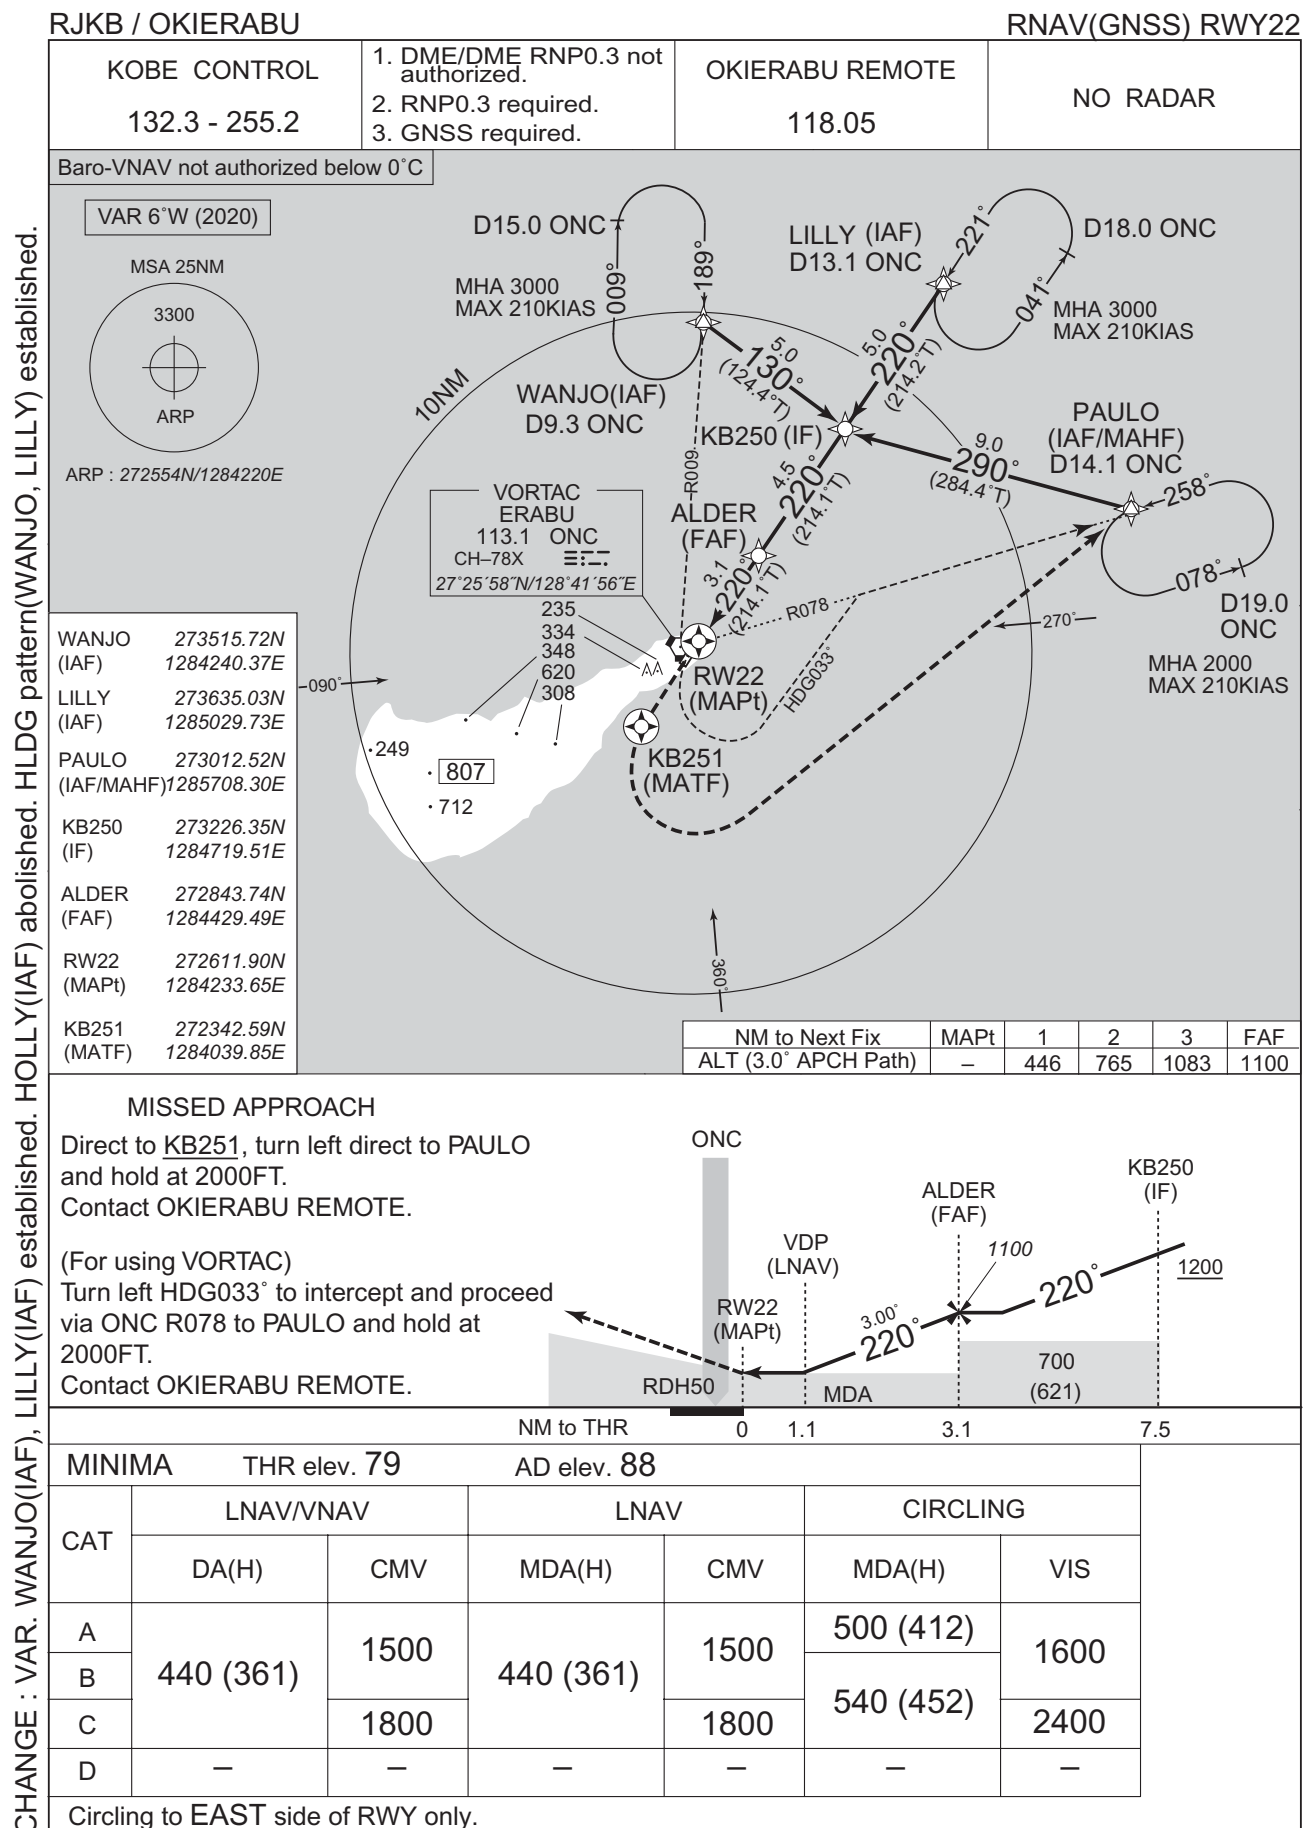 RJKB / OKIERABU
RNAV(GNSS) RWY22
KOBE CONTROL
132.3 - 255.2
1. DME/DME RNP0.3 not
authorized.
2. RNP0.3 required.
3. GNSS required.
OKIERABU REMOTE
118.05
NO RADAR
Baro-VNAV not authorized below 0˚C
VAR 6˚W (2020)
MSA 25NM
3300
ARP
ARP : 272554N/1284220E
D15.0 ONC
009°
189°
MHA 3000
MAX 210KIAS
WANJO(IAF)
D9.3 ONC
LILLY (IAF)
D13.1 ONC
221°
041°
D18.0 ONC
MHA 3000
MAX 210KIAS
10NM
5.0
130°
(124.4˚T)
5.0
220°
(214.2˚T)
KB250 (IF)
PAULO
(IAF/MAHF)
D14.1 ONC
9.0
290°
(284.4˚T)
258°
078°
D19.0
ONC
MHA 2000
MAX 210KIAS
R009
4.5
220°
(214.1˚T)
ALDER
(FAF)
3.1
220°
(214.1˚T)
VORTAC
ERABU
113.1 ONC
CH–78X
27˚25´58˝N/128˚41´56˝E
R078
HDG033˚
270˚
090˚
360˚
235
334
348
620
308
249
807
712
RW22
(MAPt)
KB251
(MATF)
WANJO 273515.72N
(IAF) 1284240.37E
LILLY 273635.03N
(IAF) 1285029.73E
PAULO 273012.52N
(IAF/MAHF) 1285708.30E
KB250 273226.35N
(IF) 1284719.51E
ALDER 272843.74N
(FAF) 1284429.49E
RW22 272611.90N
(MAPt) 1284233.65E
KB251 272342.59N
(MATF) 1284039.85E
NM to Next Fix MAPt 1 2 3 FAF
ALT (3.0˚ APCH Path) – 446 765 1083 1100
MISSED APPROACH
Direct to KB251, turn left direct to PAULO
and hold at 2000FT.
Contact OKIERABU REMOTE.
(For using VORTAC)
Turn left HDG033˚ to intercept and proceed
via ONC R078 to PAULO and hold at
2000FT.
Contact OKIERABU REMOTE.
ONC
RW22
(MAPt)
VDP
(LNAV)
ALDER
(FAF)
KB250
(IF)
1100
1200
220°
3.00°
220°
RDH50
MDA
700
(621)
NM to THR 0 1.1 3.1 7.5
MINIMA THR elev. 79 AD elev. 88
CAT LNAV/VNAV LNAV CIRCLING
DA(H) CMV MDA(H) CMV MDA(H) VIS
A 440 (361) 1500 440 (361) 1500 500 (412) 1600
B 540 (452)
C 1800 1800 2400
D – – – – – –
Circling to EAST side of RWY only.
CHANGE : VAR. WANJO(IAF), LILLY(IAF) established. HOLLY(IAF) abolished. HLDG pattern(WANJO, LILLY) established.